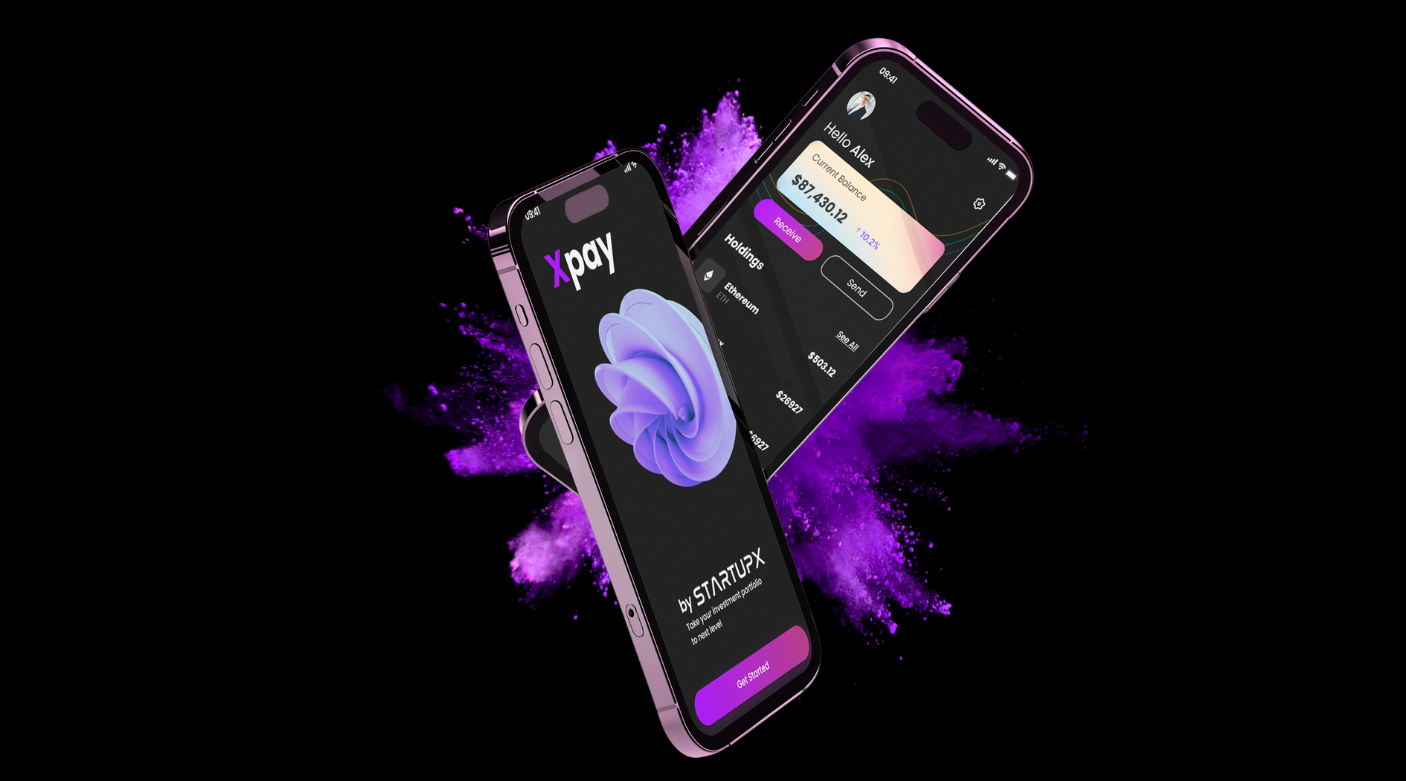 09:41
Xpay
by STARTUPX
Take your investment portfolio
to next level
Get Started
09:41
Hello Alex
Current Balance
$87,430.12
↑10.2%
Receive
Send
Holdings
See All
Ethereum
ETH
$503.12
$26927